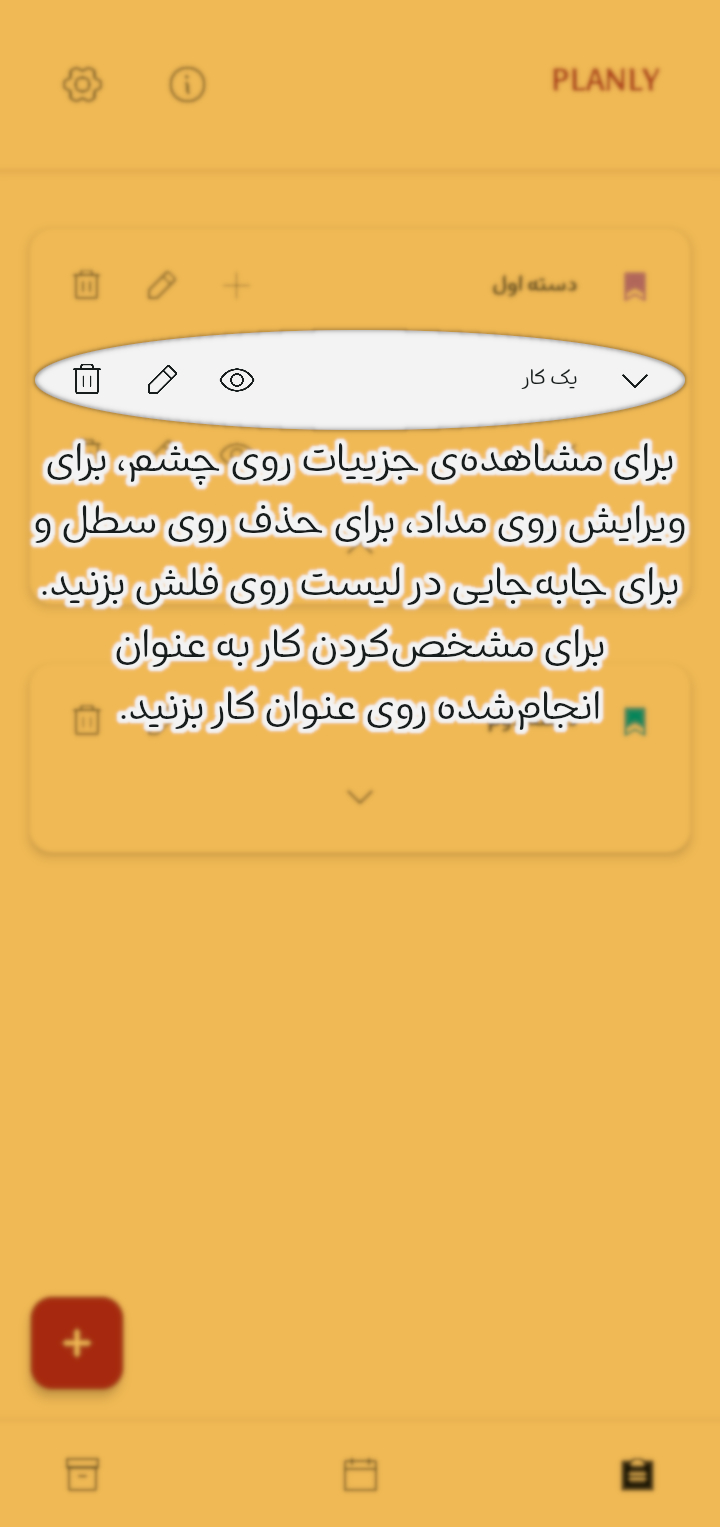 PLANLY
دسته اول
یک کار
برای مشاهده‌ی جزییات روی چشم، برای
ویرایش روی مداد، برای حذف روی سطل و
برای جابه‌جایی در لیست روی فلش بزنید.
برای مشخص‌کردن کار به عنوان
انجام‌شده روی عنوان کار بزنید.